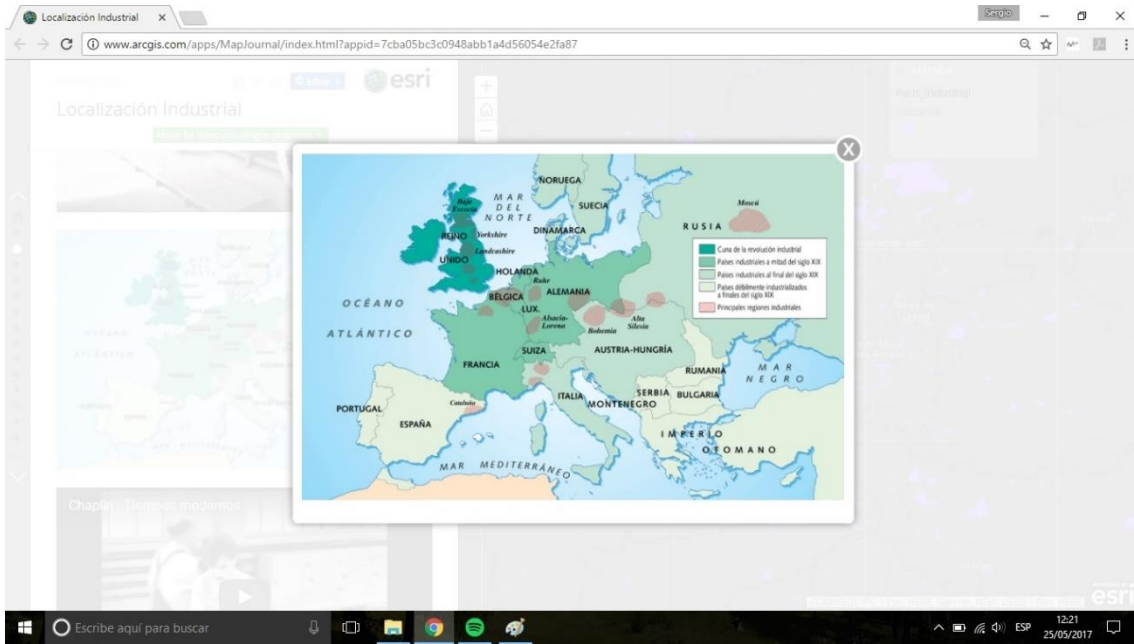 Localización Industrial
Sergio
www.arcgis.com/apps/MapJournal/index.html?appid=7cba05bc3c0948abb1a4d56054e2fa87
esri
Localización Industrial
X
NORUEGA
SUECIA
MAR
DEL
NORTE
DINAMARCA
Baja
Escocia
REINO
UNIDO
Yorkshire
Landcashire
HOLANDA
Ruhr
BÉLGICA
ALEMANIA
LUX.
Alsacia-
Lorena
Bohemia
Alta
Silesia
Moscú
RUSIA
Cuna de la revolución industrial
Países industriales a mitad del siglo XIX
Países industriales al final del siglo XIX
Países débilmente industrializados
a finales del siglo XIX
Principales regiones industriales
OCÉANO
ATLÁNTICO
FRANCIA
SUIZA
AUSTRIA-HUNGRÍA
RUMANIA
MAR
NEGRO
ITALIA
MONTENEGRO
SERBIA
BULGARIA
PORTUGAL
ESPAÑA
Cataluña
IMPERIO
OTOMANO
MAR MEDITERRÁNEO
Chaplin - Tiempos modernos
esri
Escribe aquí para buscar
ESP
12:21
25/05/2017